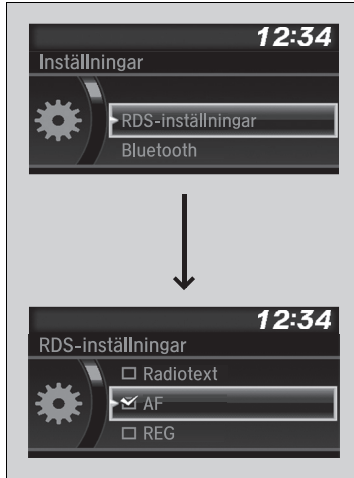 12:34
Inställningar
RDS-inställningar
Bluetooth
12:34
RDS-inställningar
Radiotext
AF
REG